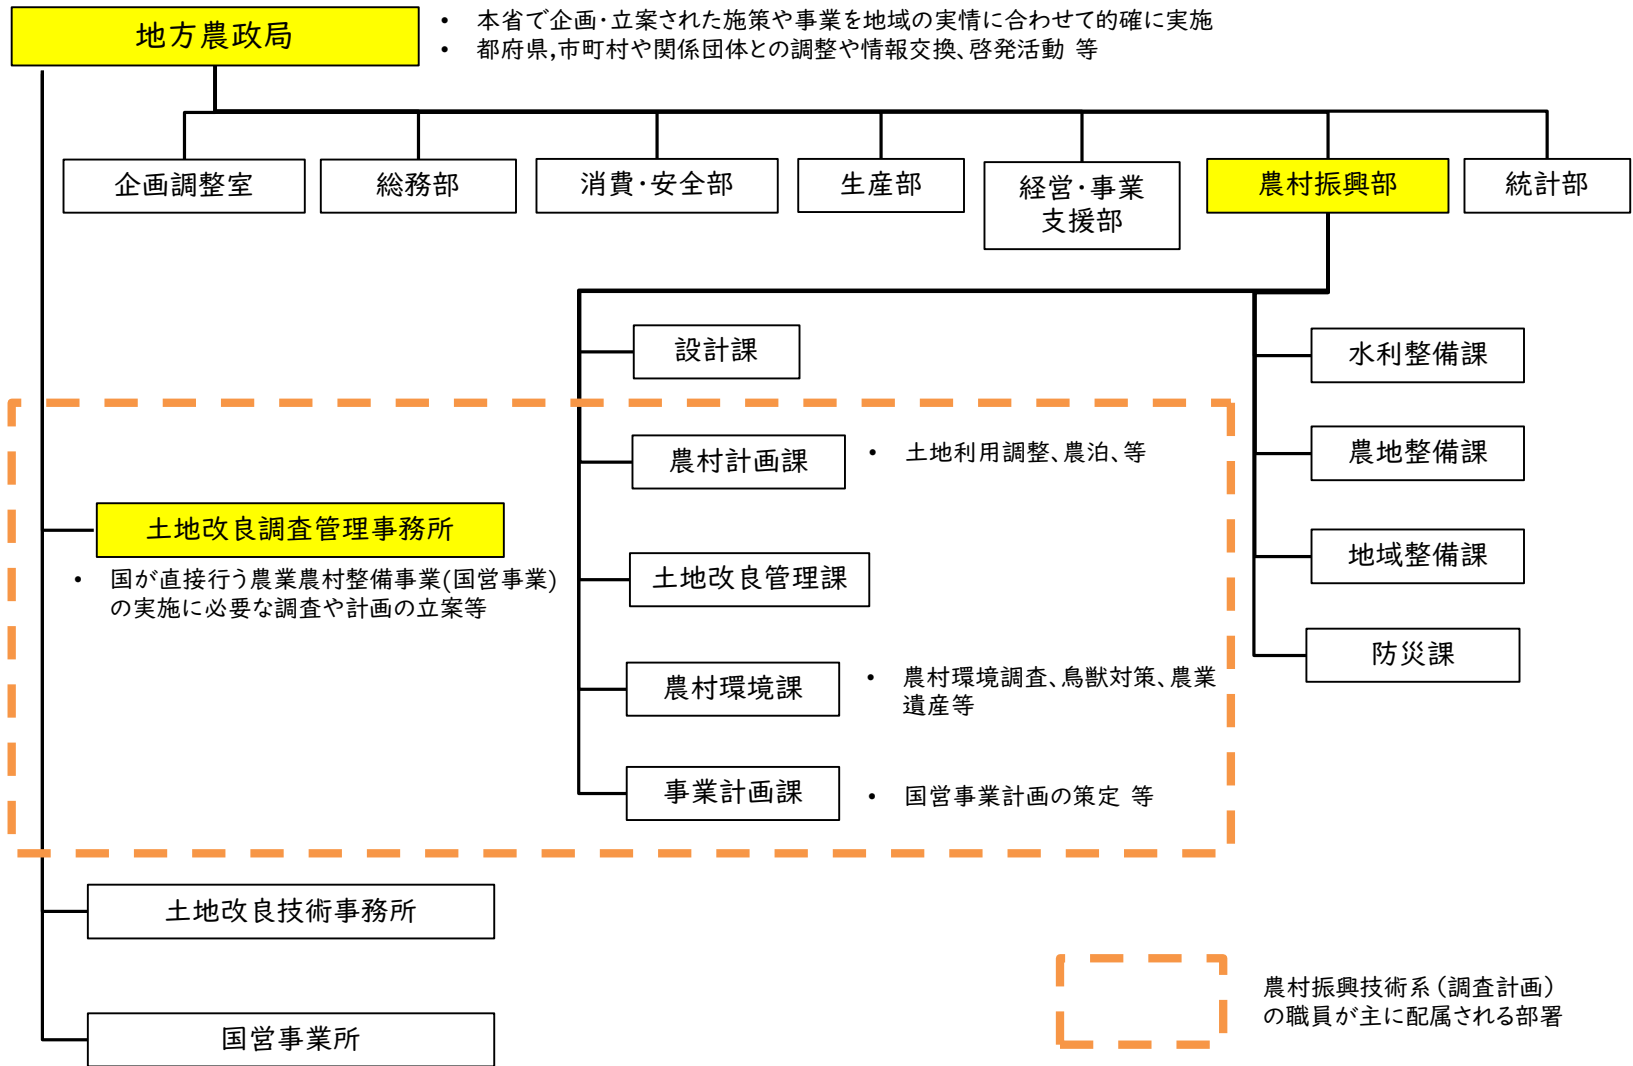 地方農政局
• 本省で企画・立案された施策や事業を地域の実情に合わせて的確に実施
• 都府県,市町村や関係団体との調整や情報交換、啓発活動 等
企画調整室
総務部
消費・安全部
生産部
経営・事業
支援部
農村振興部
統計部
設計課
水利整備課
農村計画課
• 土地利用調整、農泊、等
農地整備課
土地改良調査管理事務所
• 国が直接行う農業農村整備事業(国営事業)
の実施に必要な調査や計画の立案等
土地改良管理課
地域整備課
農村環境課
• 農村環境調査、鳥獣対策、農業
遺産等
防災課
事業計画課
• 国営事業計画の策定 等
土地改良技術事務所
国営事業所
農村振興技術系(調査計画)
の職員が主に配属される部署